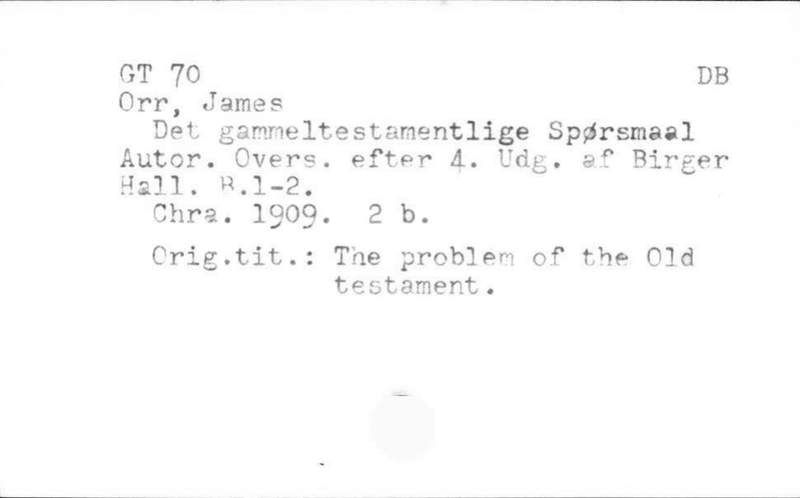 GT 70 DB
Orr, James
Det gammeltestamentlige Spørsmaal
Autor. Overs. efter 4. Udg. af Birger
Hall. B.1-2.
Chra. 1909. 2 b.
Orig.tit.: The problem of the Old
testament.